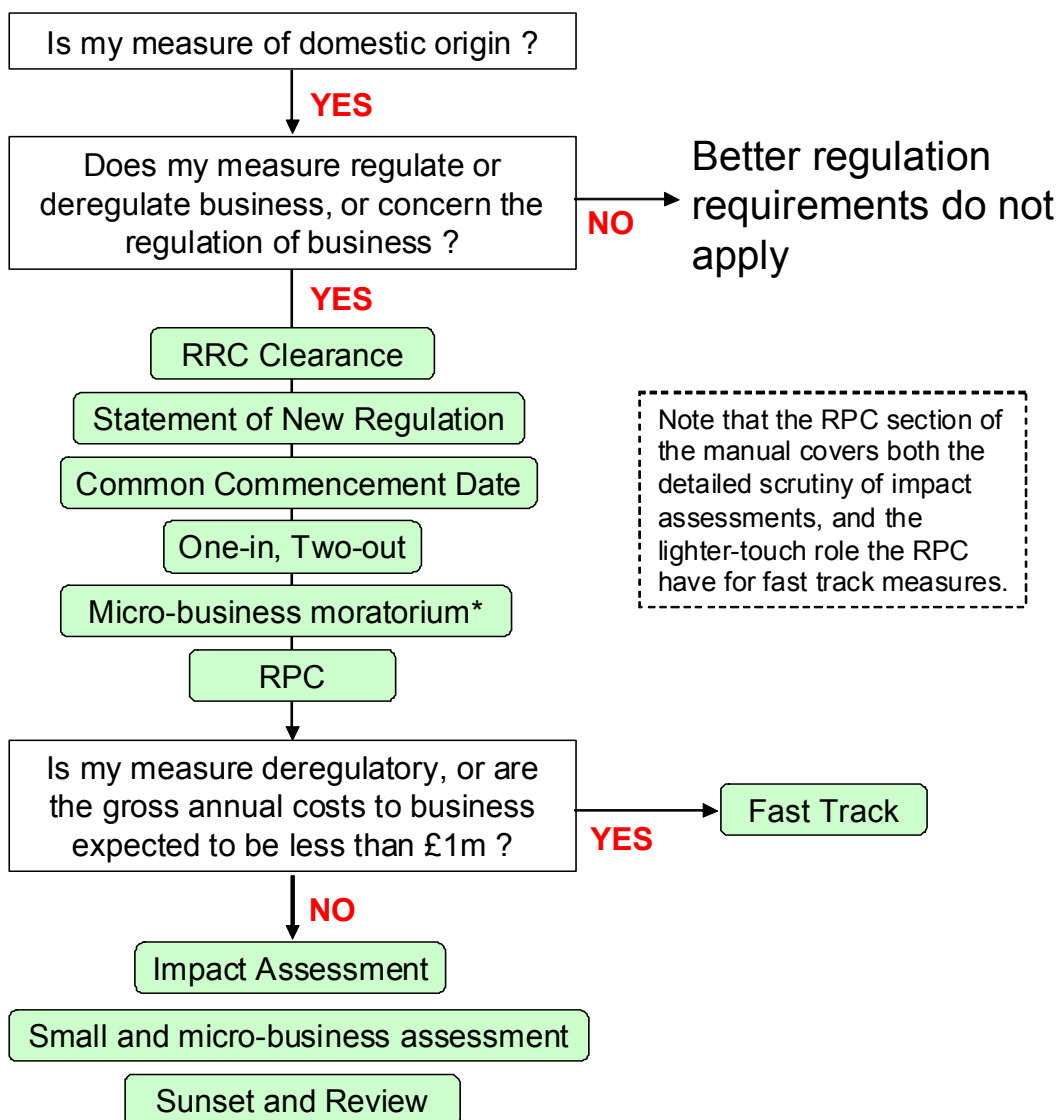 Is my measure of domestic origin ?
YES
Does my measure regulate or
deregulate business, or concern the
regulation of business ?
NO
Better regulation
requirements do not
apply
YES
RRC Clearance
Statement of New Regulation
Common Commencement Date
One-in, Two-out
Micro-business moratorium*
RPC
Note that the RPC section of
the manual covers both the
detailed scrutiny of impact
assessments, and the
lighter-touch role the RPC
have for fast track measures.
Is my measure deregulatory, or are
the gross annual costs to business
expected to be less than £1m ?
YES
Fast Track
NO
Impact Assessment
Small and micro-business assessment
Sunset and Review